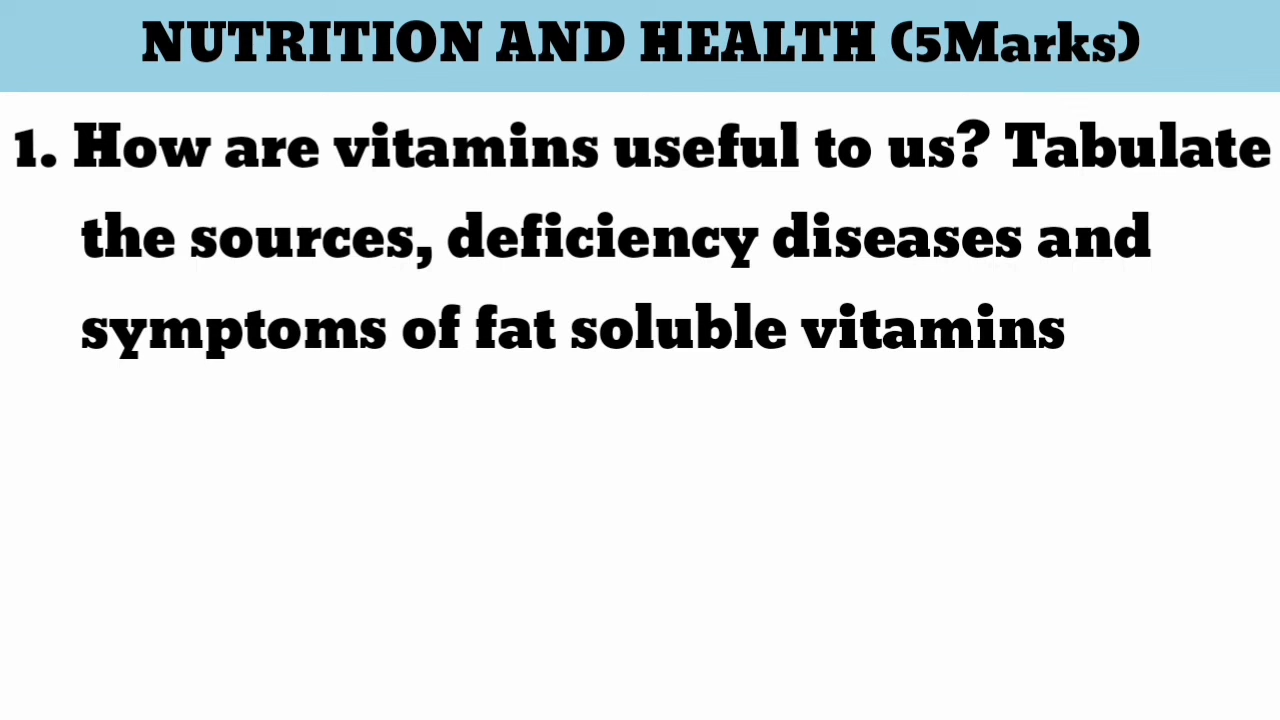 NUTRITION AND HEALTH (5Marks)
1. How are vitamins useful to us? Tabulate
the sources, deficiency diseases and
symptoms of fat soluble vitamins